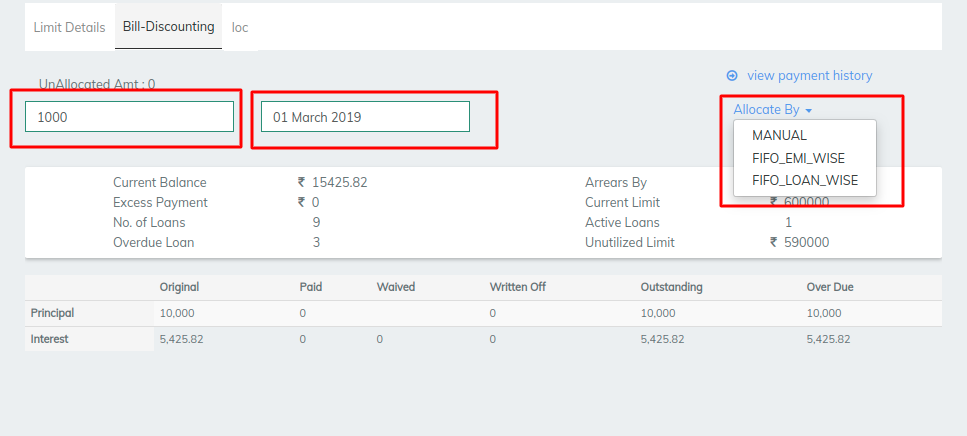 Limit Details Bill-Discounting loc
UnAllocated Amt : 0
view payment history
1000 01 March 2019
Allocate By
MANUAL
FIFO_EMI_WISE
FIFO_LOAN_WISE
Current Balance ₹ 15425.82 Arrears By
Excess Payment ₹ 0 Current Limit ₹ 600000
No. of Loans 9 Active Loans 1
Overdue Loan 3 Unutilized Limit ₹ 590000
Original Paid Waived Written Off Outstanding Over Due
Principal 10,000 0 0 10,000 10,000
Interest 5,425.82 0 0 0 5,425.82 5,425.82